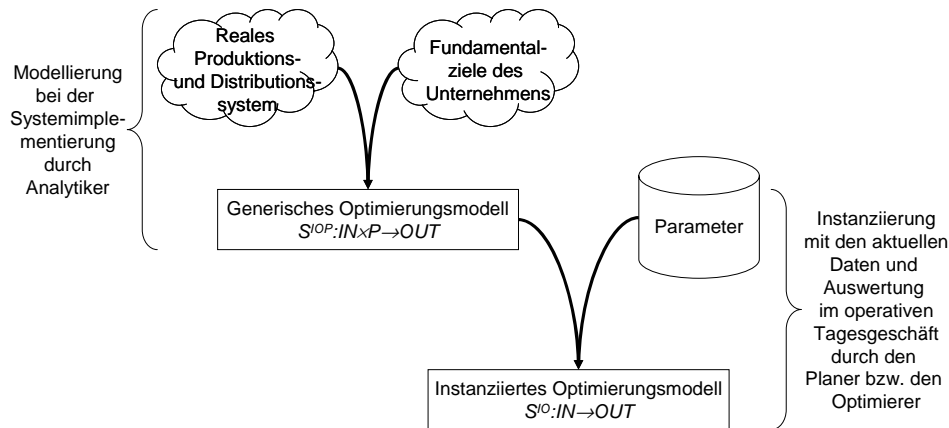 Modellierung
bei der
Systemimple-
mentierung
durch
Analytiker
Reales
Produktions-
und Distributions-
system
Fundamental-
ziele des
Unternehmens
Generisches Optimierungsmodell
S^IOP:IN×P→OUT
Parameter
Instanziierung
mit den aktuellen
Daten und
Auswertung
im operativen
Tagesgeschäft
durch den
Planer bzw. den
Optimierer
Instanziiertes Optimierungsmodell
S^IO:IN→OUT